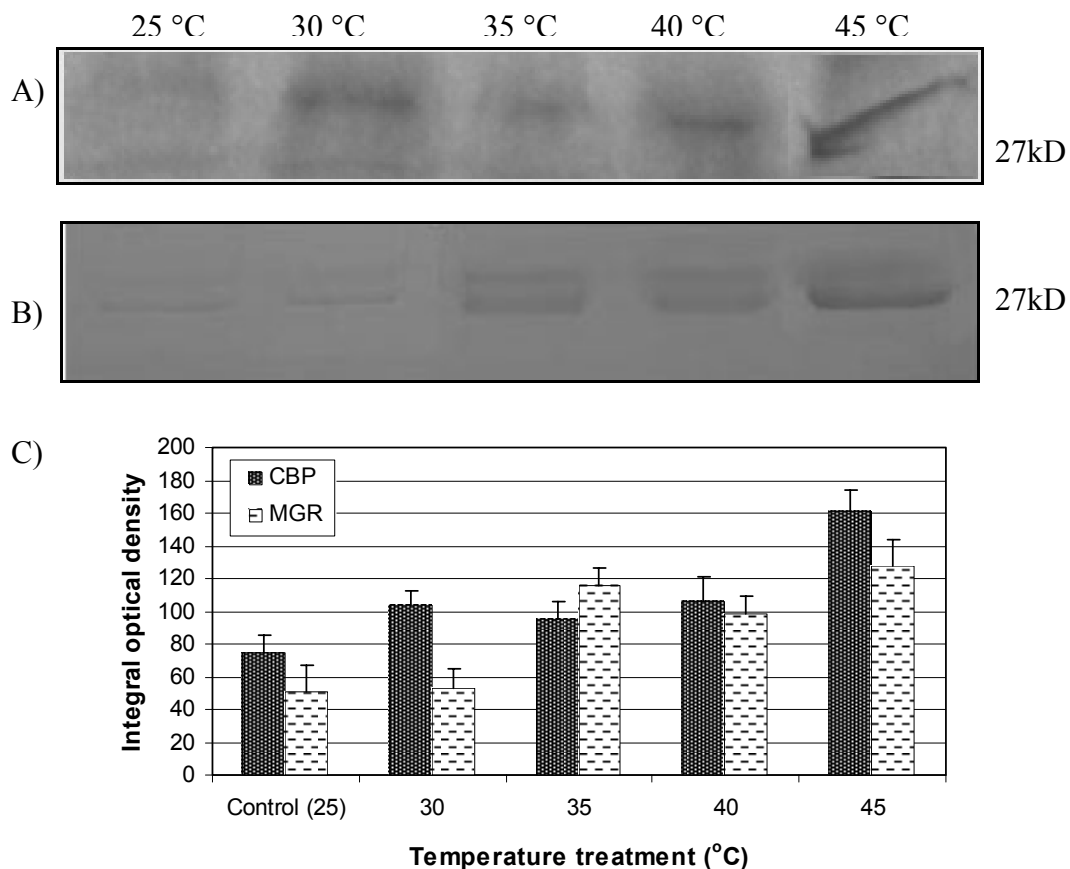 25 °C 30 °C 35 °C 40 °C 45 °C
A)
27kD
B)
27kD
C)
200
180
160
140
120
100
80
60
40
20
0
Integral optical density
CBP
MGR
Control (25) 30 35 40 45
Temperature treatment (°C)